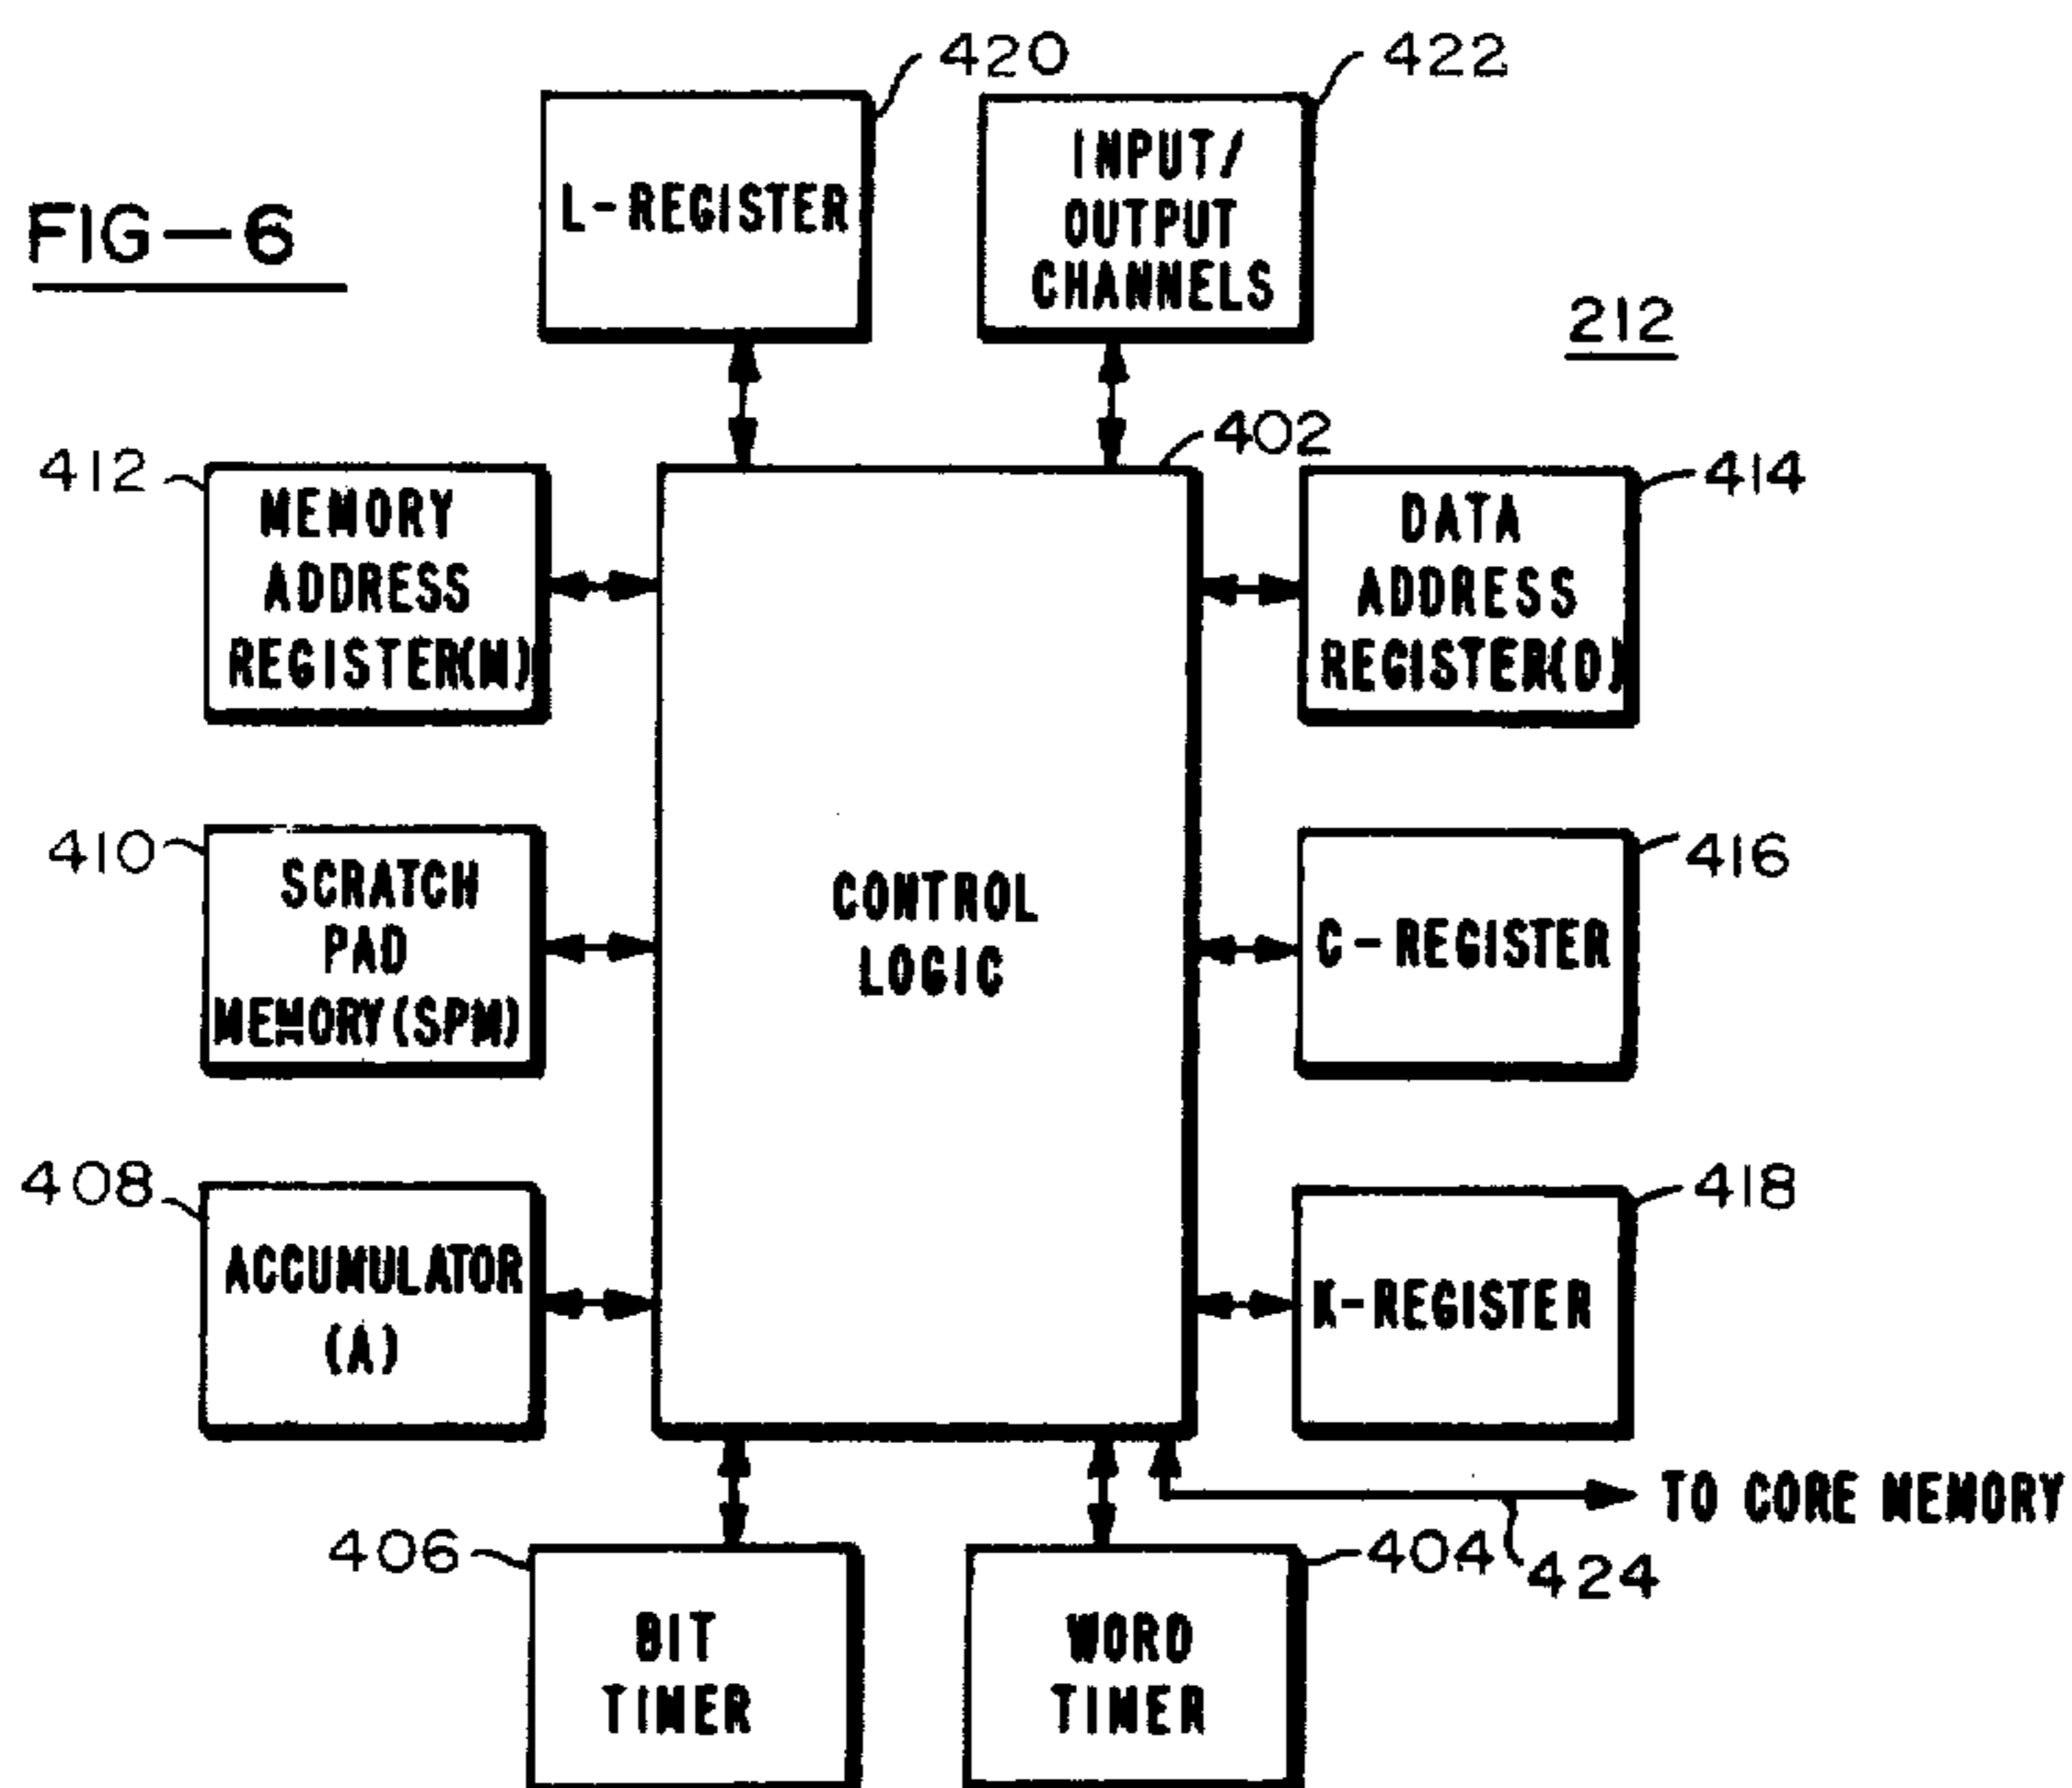 FIG-6
420
422
L-REGISTER
INPUT/
OUTPUT
CHANNELS
212
402
412
MEMORY
ADDRESS
REGISTER(M)
414
DATA
ADDRESS
REGISTER(D)
410
SCRATCH
PAD
MEMORY(SPM)
CONTROL
LOGIC
416
C-REGISTER
408
ACCUMULATOR
(A)
418
K-REGISTER
TO CORE MEMORY
424
406
BIT
TIMER
404
WORD
TIMER